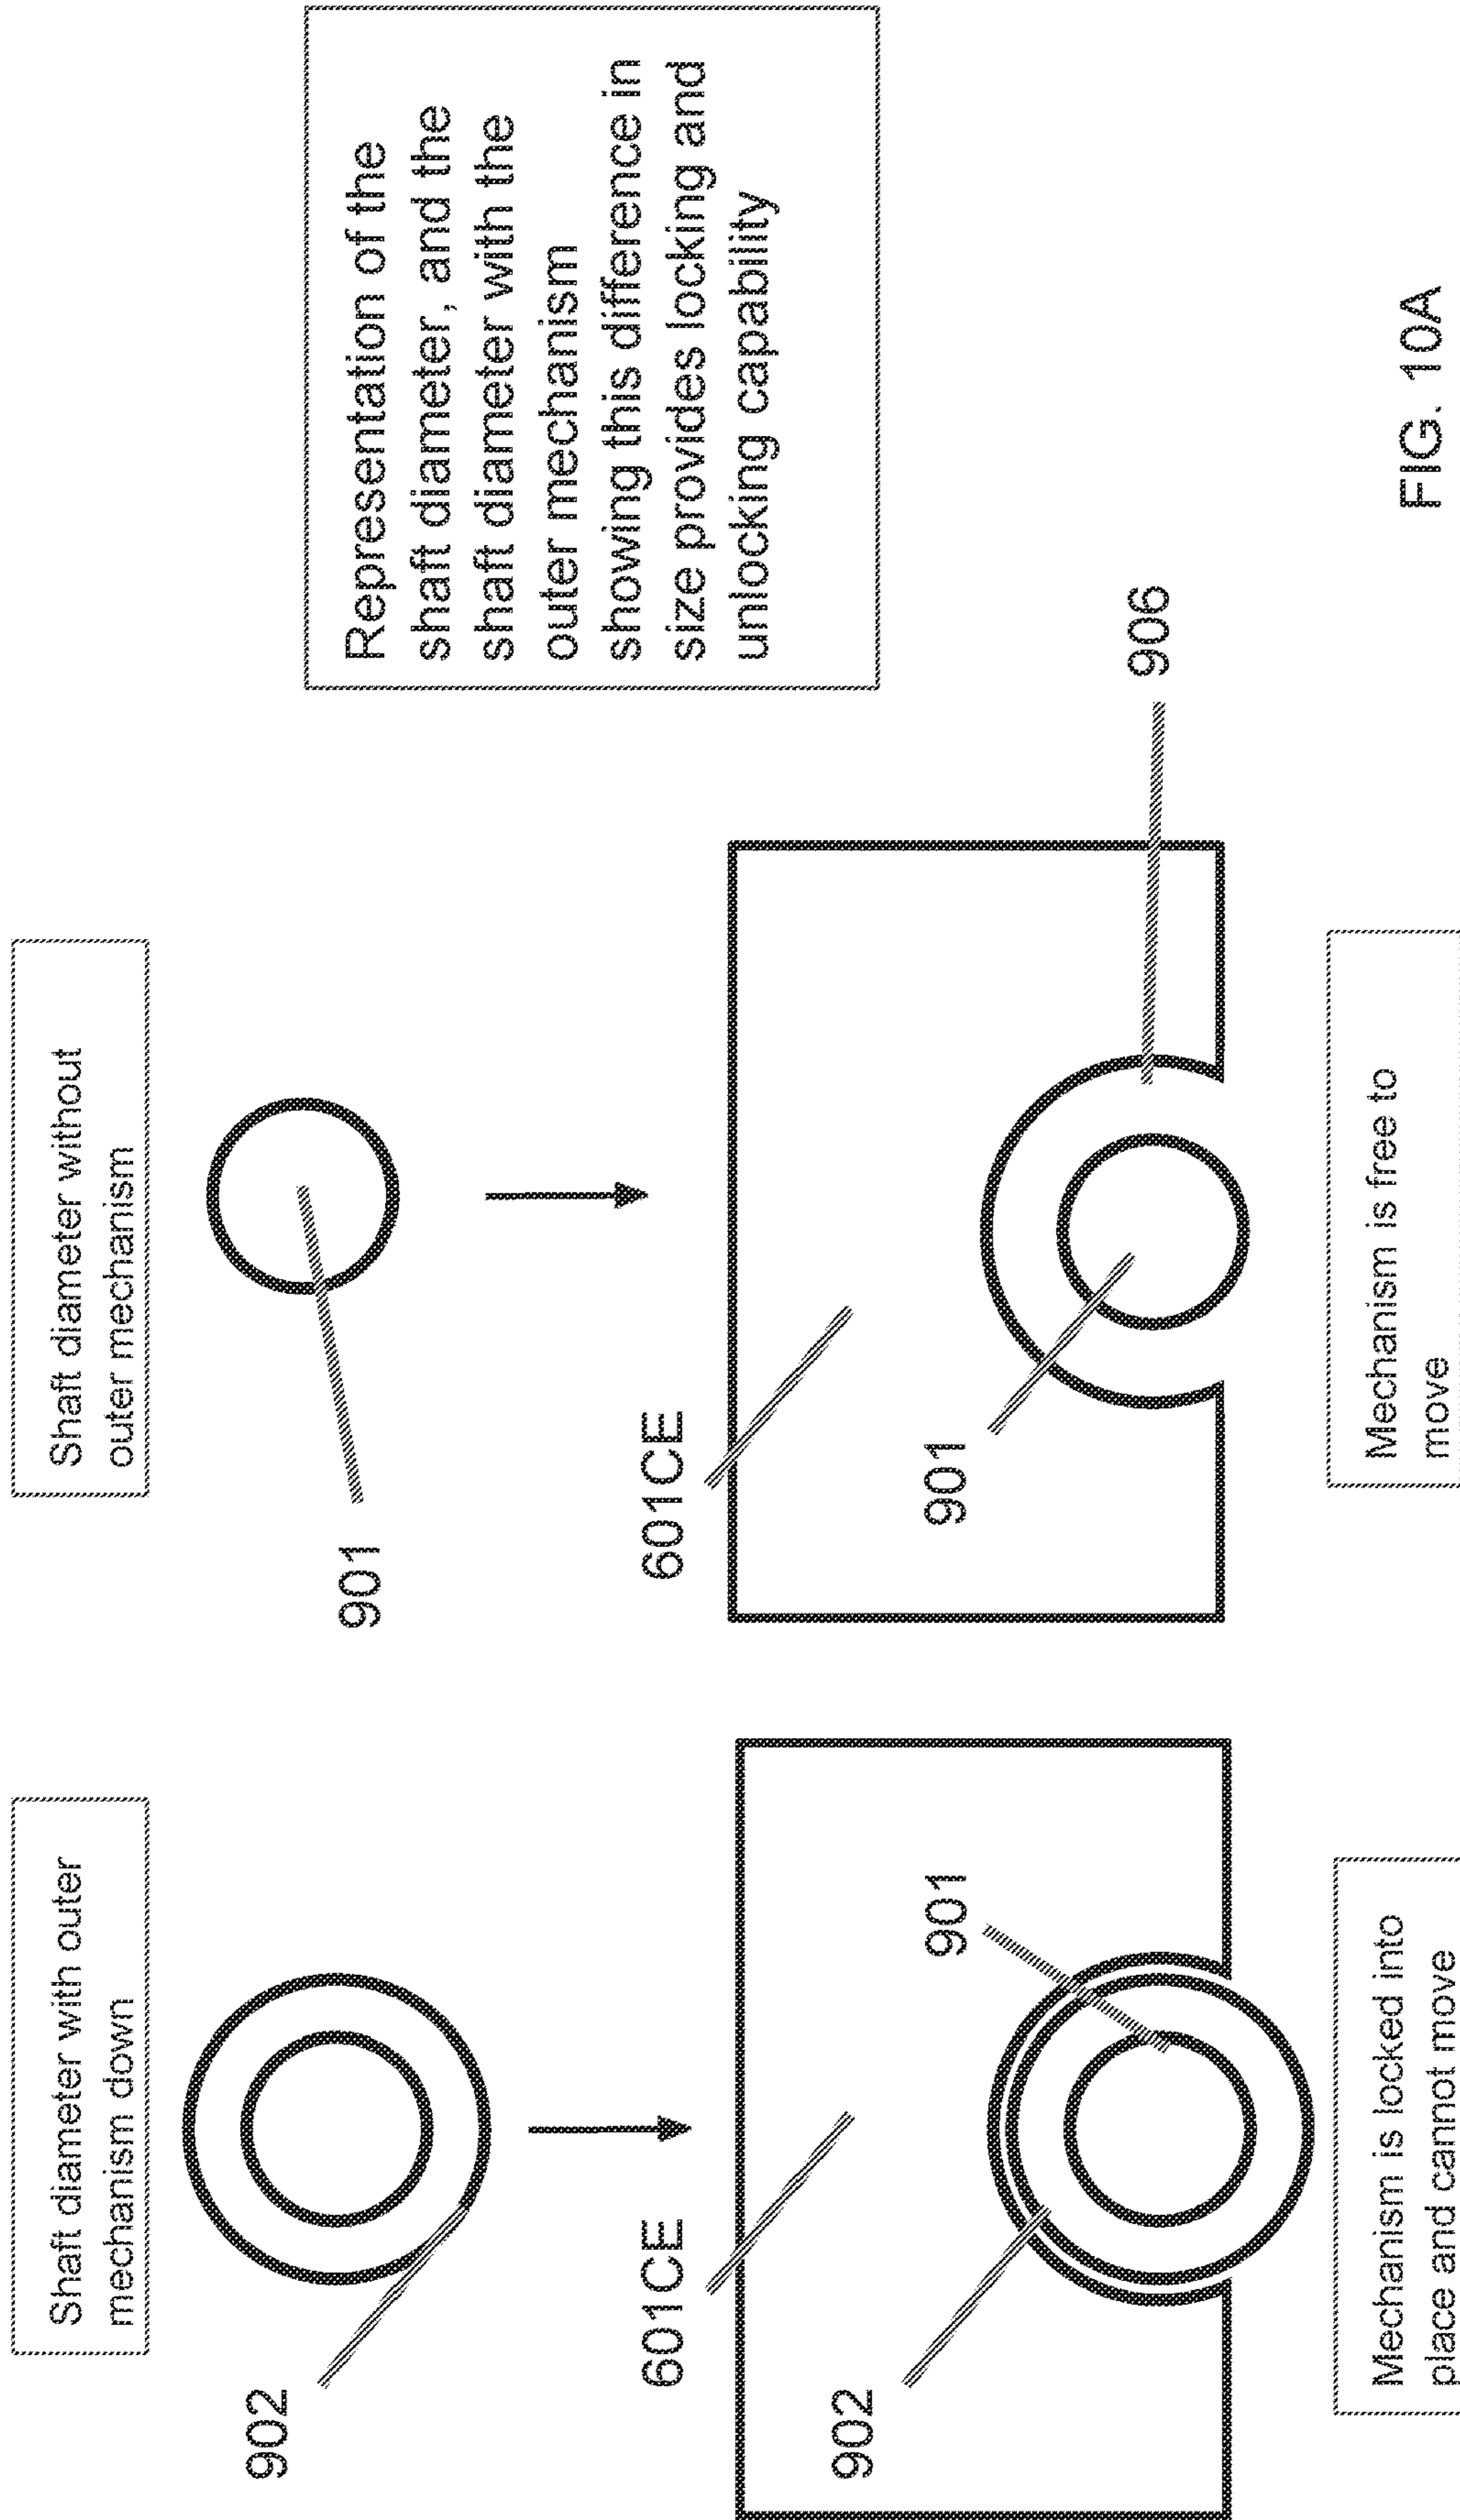 Shaft diameter with outer
mechanism down
Shaft diameter without
outer mechanism
902
901
Representation of the
shaft diameter, and the
shaft diameter with the
outer mechanism
showing this difference in
size provides locking and
unlocking capability
601CE
601CE
902
901
901
906
Mechanism is locked into
place and cannot move
Mechanism is free to
move
FIG. 10A